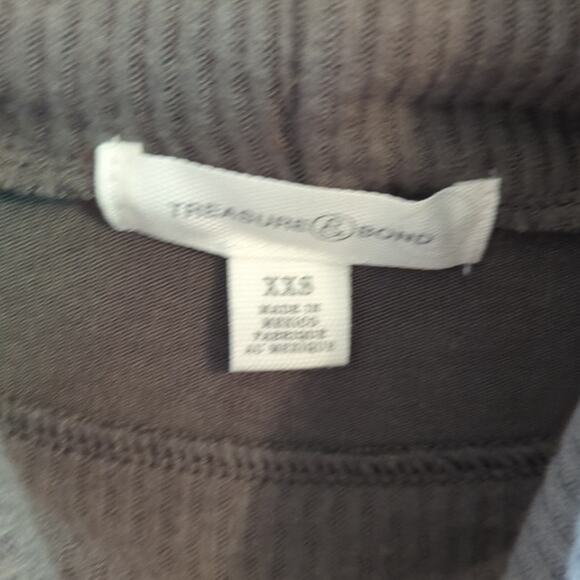 TREASURE & BOND
XXS
MADE IN
MEXICO
FABRIQUE
AU MEXIQUE